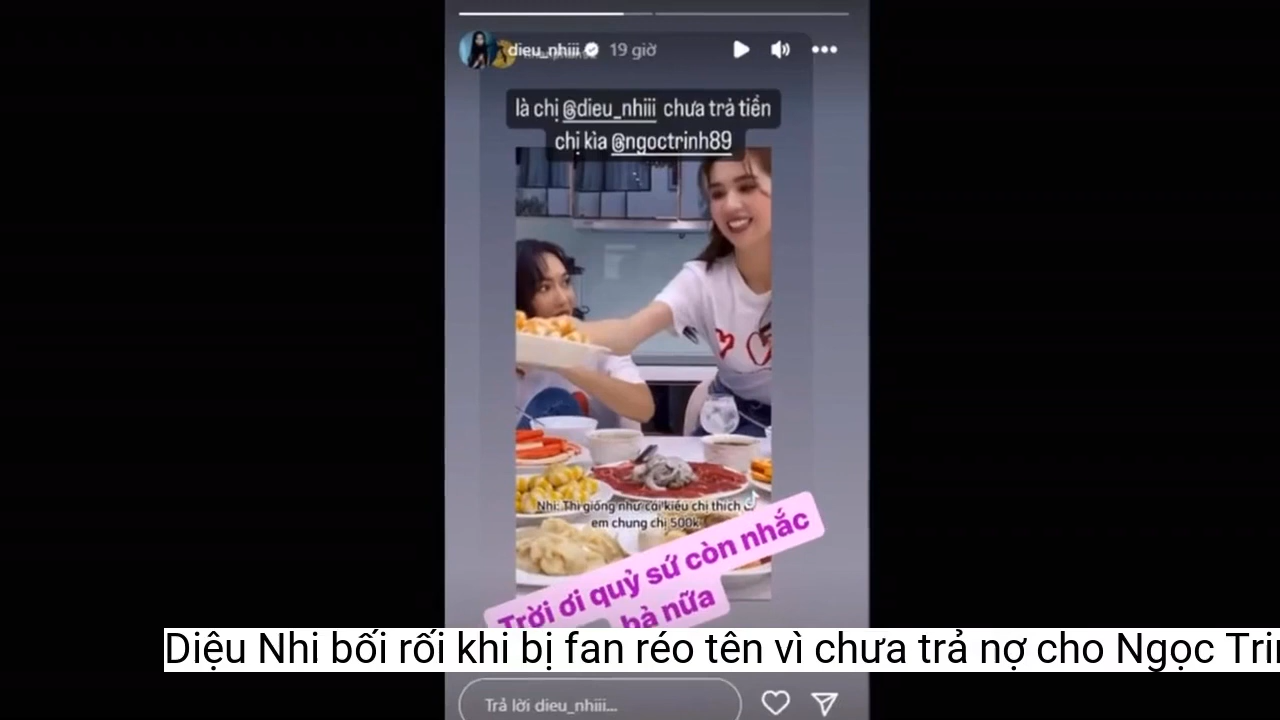 dieu_nhiii 19 giờ
là chị @dieu_nhiii chưa trả tiền
chị kìa @ngoctrinh89
Nhi: Thì giống như cái kiểu chị thích
em chung chị 500k
Trời ơi quỷ sứ còn nhắc
bà nữa
Diệu Nhi bối rối khi bị fan réo tên vì chưa trả nợ cho Ngọc Trin
Trả lời dieu_nhiii...